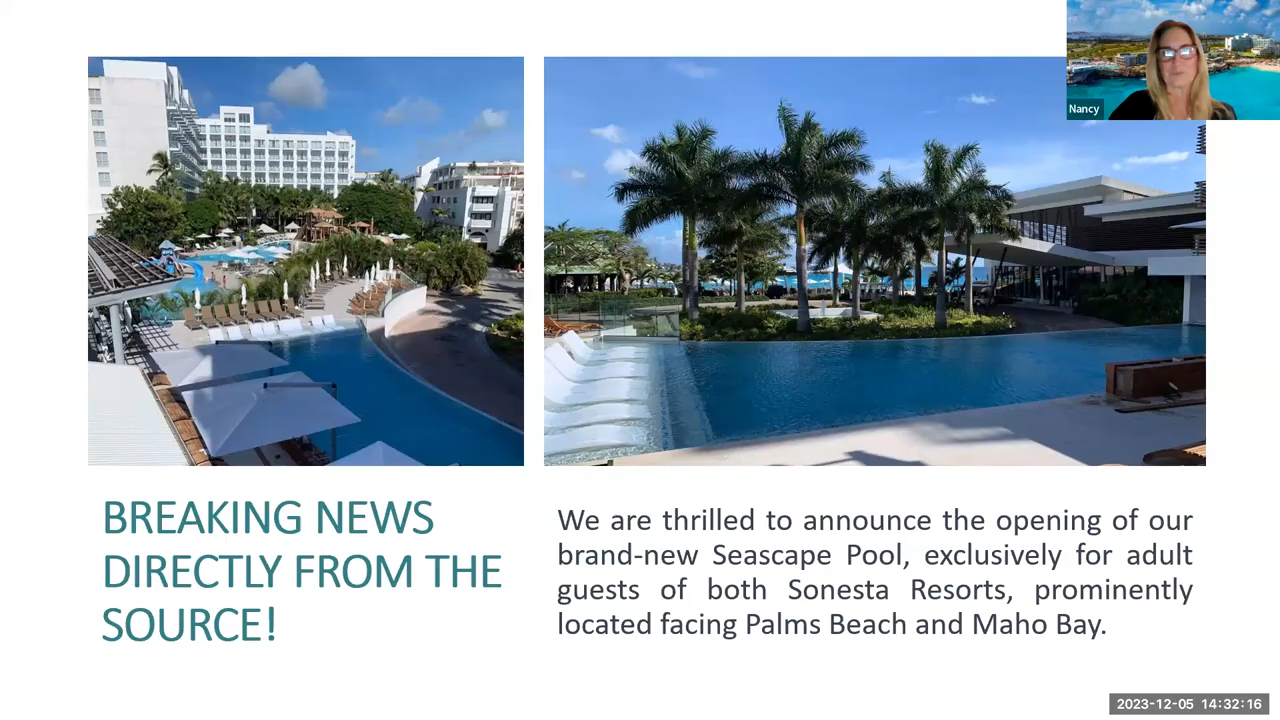 Nancy
BREAKING NEWS
DIRECTLY FROM THE
SOURCE!
We are thrilled to announce the opening of our
brand-new Seascape Pool, exclusively for adult
guests of both Sonesta Resorts, prominently
located facing Palms Beach and Maho Bay.
2023-12-05 14:32:16